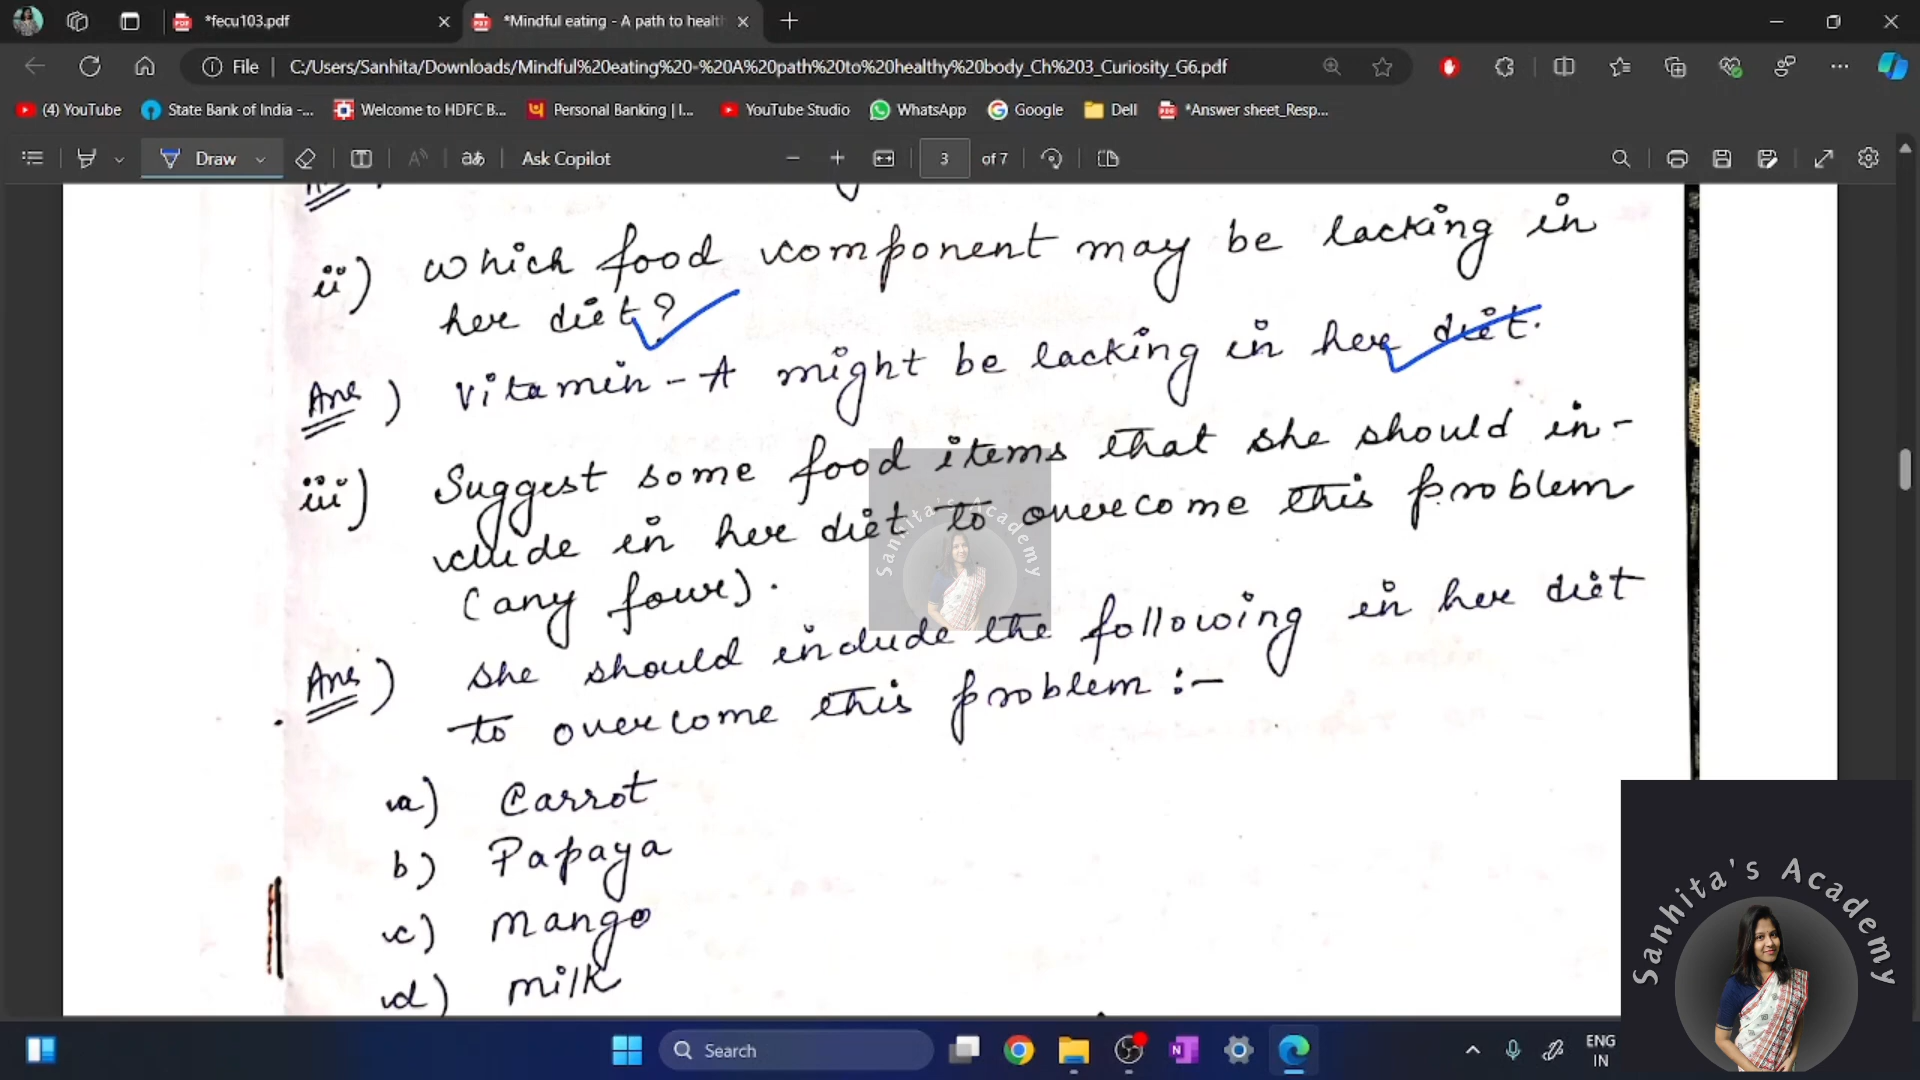 *fecu103.pdf
*Mindful eating - A path to healt
File
C:/Users/Sanhita/Downloads/Mindful%20eating%20-%20A%20path%20to%20healthy%20body_Ch%203_Curiosity_G6.pdf
(4) YouTube
State Bank of India -...
Welcome to HDFC B...
Personal Banking | I...
YouTube Studio
WhatsApp
Google
Dell
*Answer sheet_Resp...
Draw
Ask Copilot
3 of 7
ii) Which food component may be lacking in
her diet?
Ans) Vitamin-A might be lacking in her diet.
iii) Suggest some food items that she should in-
clude in her diet to overcome this problem
(any four).
Ans) she should include the following in her diet
to overcome this problem :-
a) Carrot
b) Papaya
c) Mango
d) Milk
Sanhita's Academy
Sanhita's Academy
Search
ENG
IN